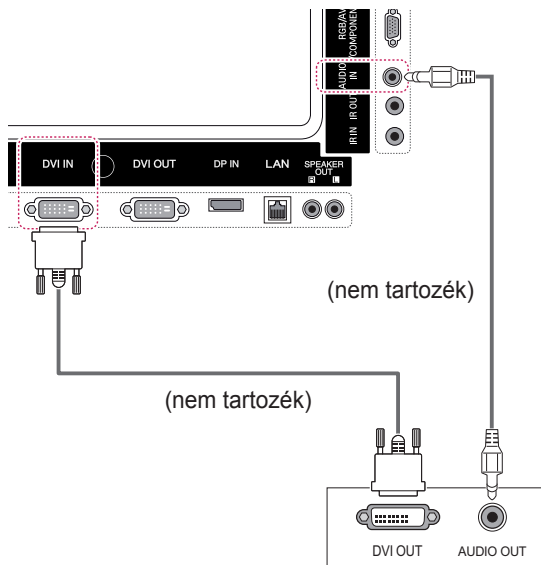 RGB/AV
COMPONENT
AUDIO
IN
IR OUT
IR IN
DVI IN
DVI OUT
DP IN
LAN
SPEAKER
OUT
R L
(nem tartozék)
(nem tartozék)
DVI OUT
AUDIO OUT